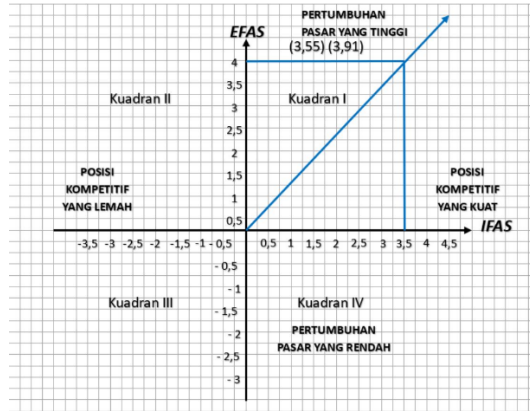 PERTUMBUHAN
EFAS PASAR YANG TINGGI
(3,55) (3,91)
4
3,5
Kuadran II Kuadran I
3
2,5
2
POSISI
KOMPETITIF
YANG LEMAH
1,5
1
0,5
POSISI
KOMPETITIF
YANG KUAT
IFAS
-3,5 -3 -2,5 -2 -1,5 -1 - 0,5 0,5 1 1,5 2 2,5 3 3,5 4 4,5
- 0,5
- 1
Kuadran III Kuadran IV
- 1,5
- 2
- 2,5
- 3
PERTUMBUHAN
PASAR YANG RENDAH